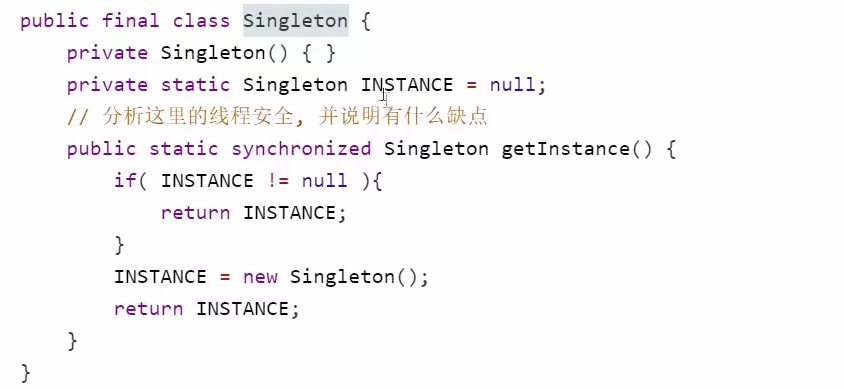 public final class Singleton {
    private Singleton() { }
    private static Singleton INSTANCE = null;
    // 分析这里的线程安全, 并说明有什么缺点
    public static synchronized Singleton getInstance() {
        if( INSTANCE != null ){
            return INSTANCE;
        }
        INSTANCE = new Singleton();
        return INSTANCE;
    }
}